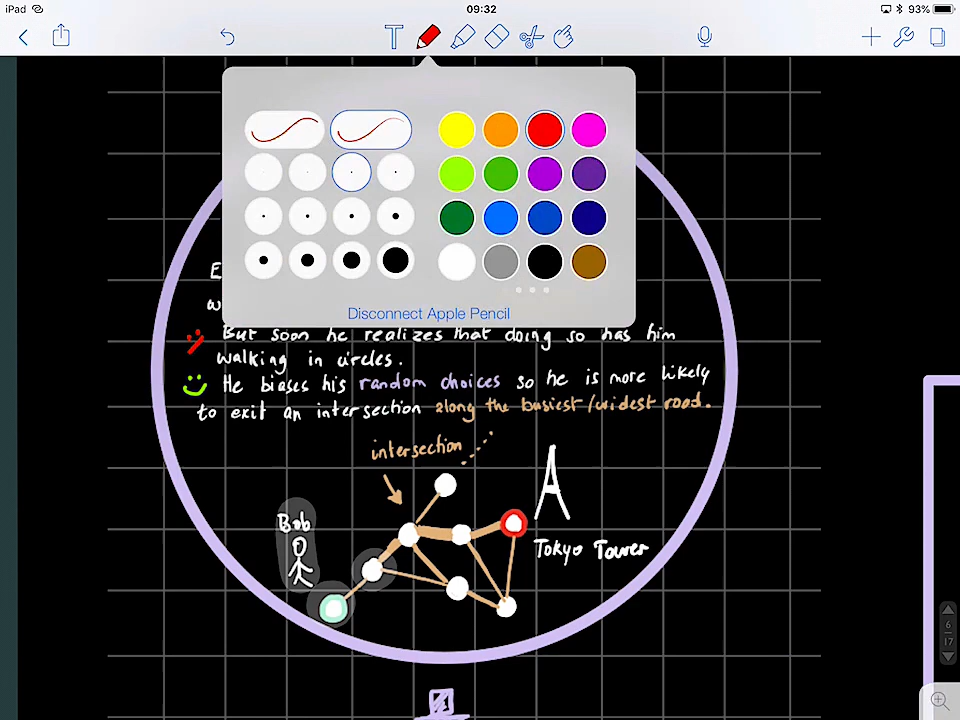 iPad 09:32 93%
T
Disconnect Apple Pencil
E
w
But soon he realizes that doing so has him
walking in circles.
He biases his random choices so he is more likely
to exit an intersection along the busiest/widest road.
intersection
Bob
Tokyo Tower
6
17